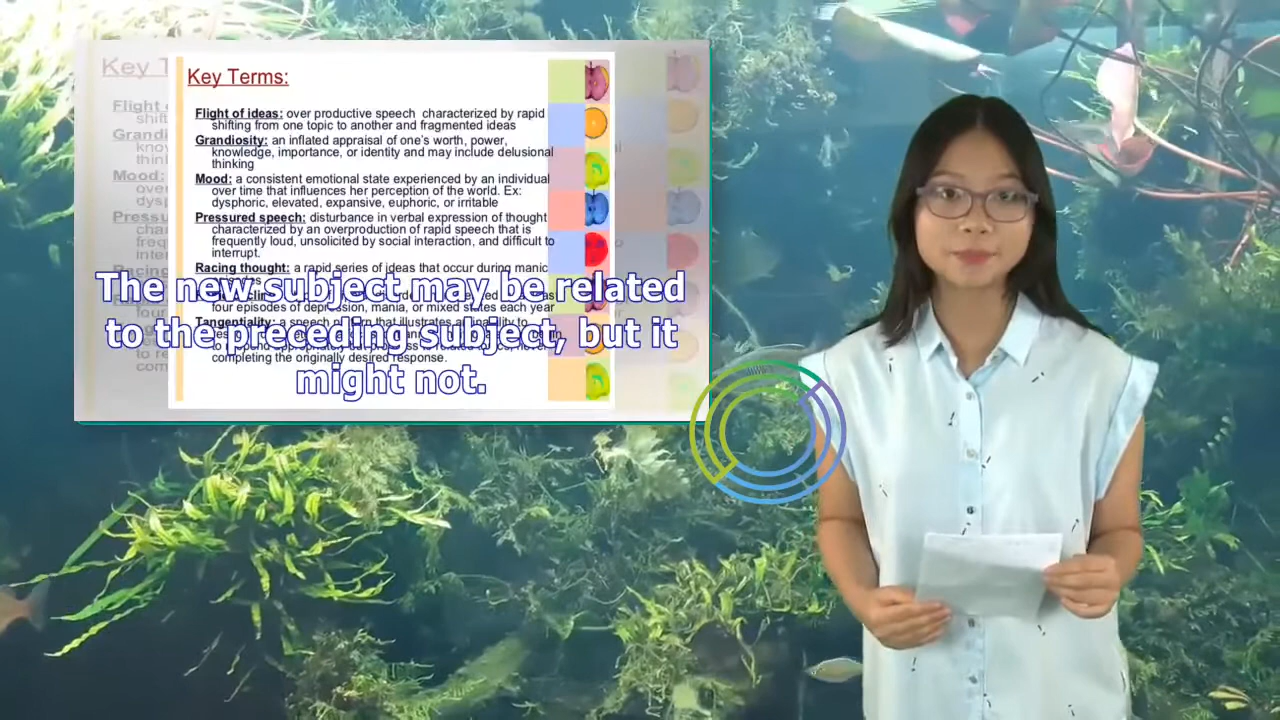 Key Terms:
Flight of ideas: over productive speech characterized by rapid
shifting from one topic to another and fragmented ideas
Grandiosity: an inflated appraisal of one's worth, power,
knowledge, importance, or identity and may include delusional
thinking
Mood: a consistent emotional state experienced by an individual
over time that influences her perception of the world. Ex:
dysphoric, elevated, expansive, euphoric, or irritable
Pressured speech: disturbance in verbal expression of thought
characterized by an overproduction of rapid speech that is
frequently loud, unsolicited by social interaction, and difficult to
interrupt.
Racing thought: a rapid series of ideas that occur during manic
four episodes of depression, mania, or mixed states each year
Tangentiality: a speech
completing the originally desired response.
The new subject may be related
to the preceding subject, but it
might not.